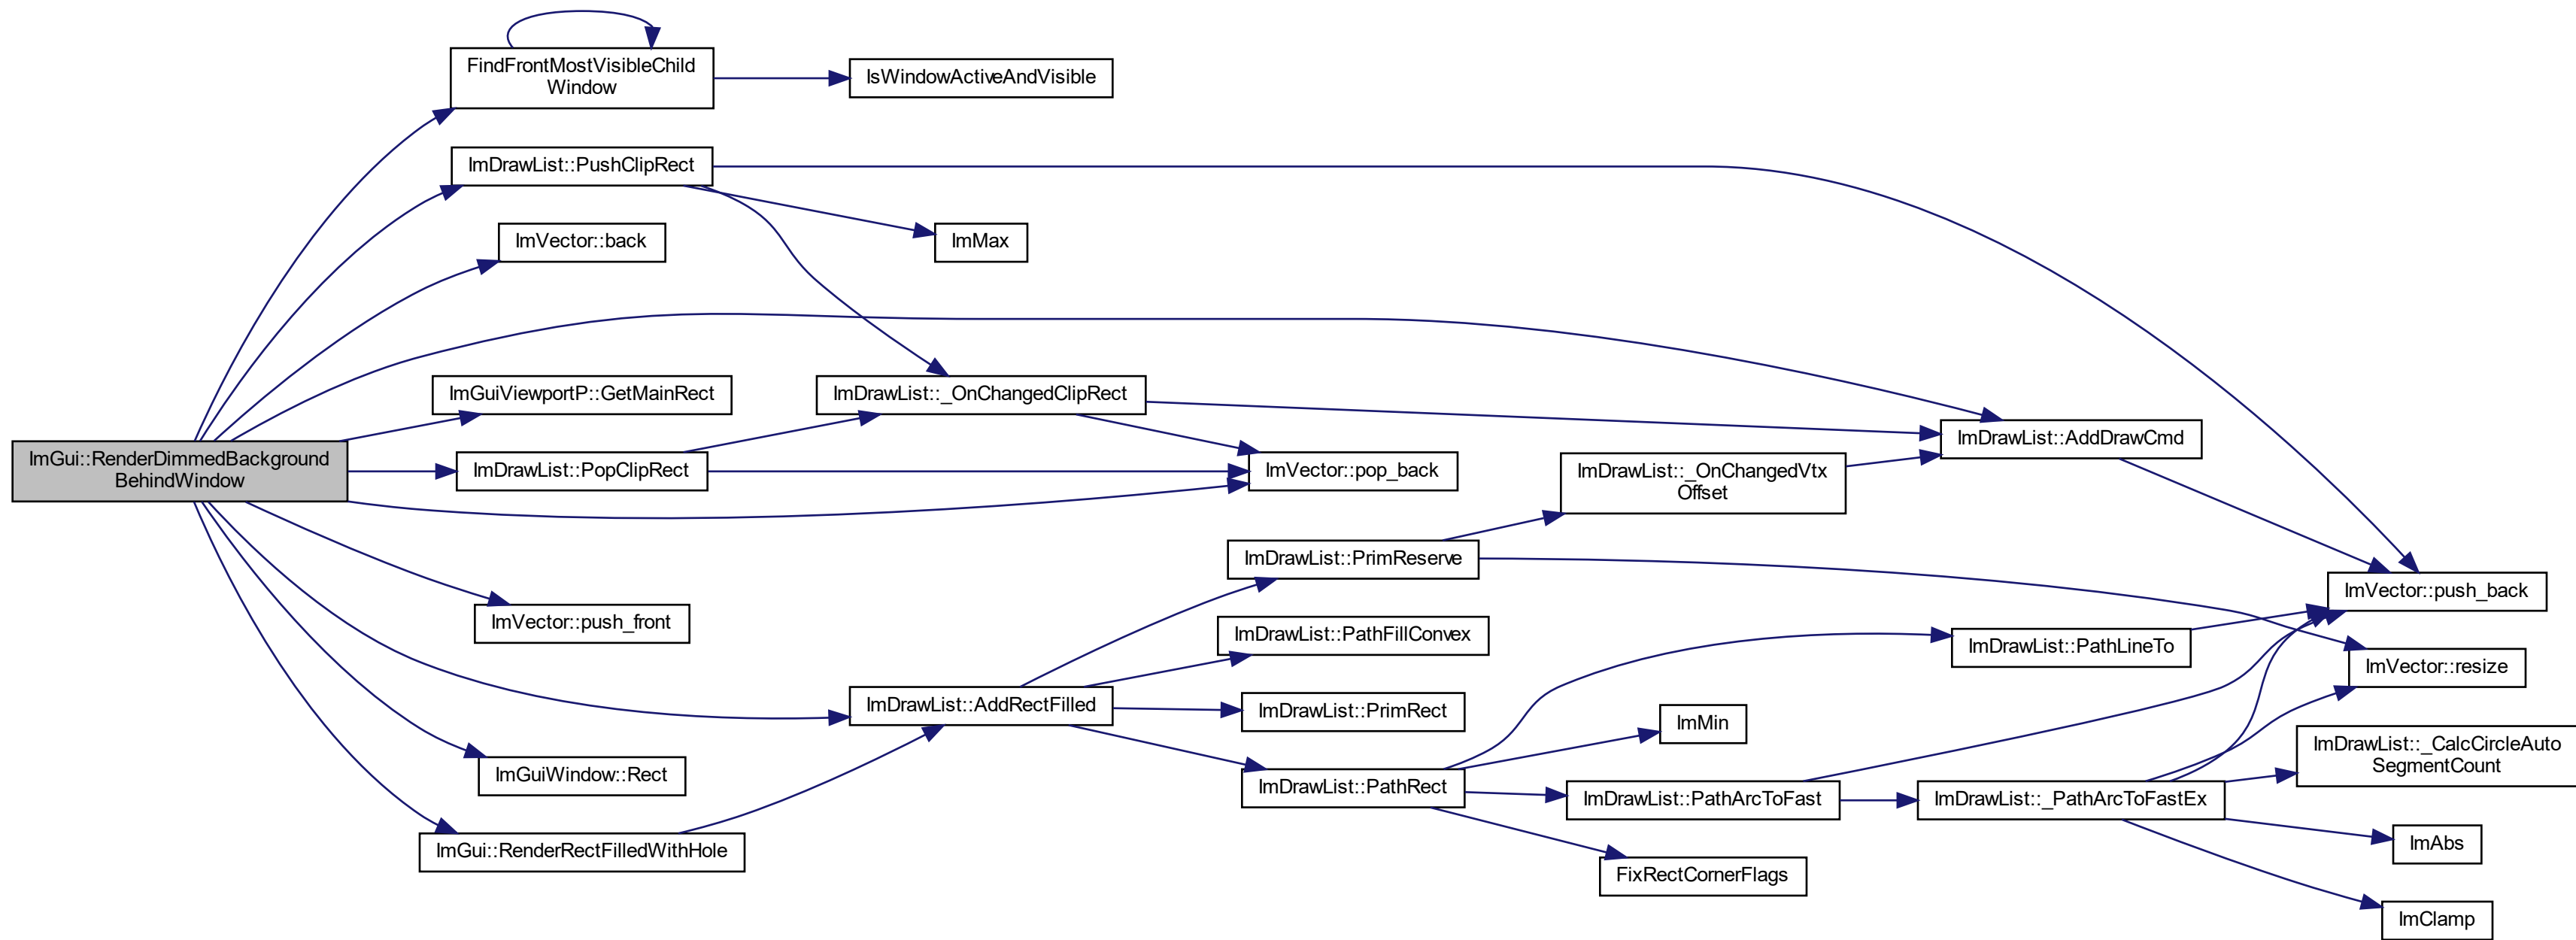 FindFrontMostVisibleChild
Window
IsWindowActiveAndVisible
ImDrawList::PushClipRect
ImVector::back
ImMax
ImGuiViewportP::GetMainRect
ImDrawList::_OnChangedClipRect
ImDrawList::AddDrawCmd
ImGui::RenderDimmedBackground
BehindWindow
ImDrawList::PopClipRect
ImVector::pop_back
ImDrawList::_OnChangedVtx
Offset
ImDrawList::PrimReserve
ImVector::push_back
ImVector::push_front
ImDrawList::PathFillConvex
ImDrawList::PathLineTo
ImVector::resize
ImDrawList::AddRectFilled
ImDrawList::PrimRect
ImMin
ImDrawList::_CalcCircleAuto
SegmentCount
ImGuiWindow::Rect
ImDrawList::PathRect
ImDrawList::PathArcToFast
ImDrawList::_PathArcToFastEx
ImAbs
ImGui::RenderRectFilledWithHole
FixRectCornerFlags
ImClamp